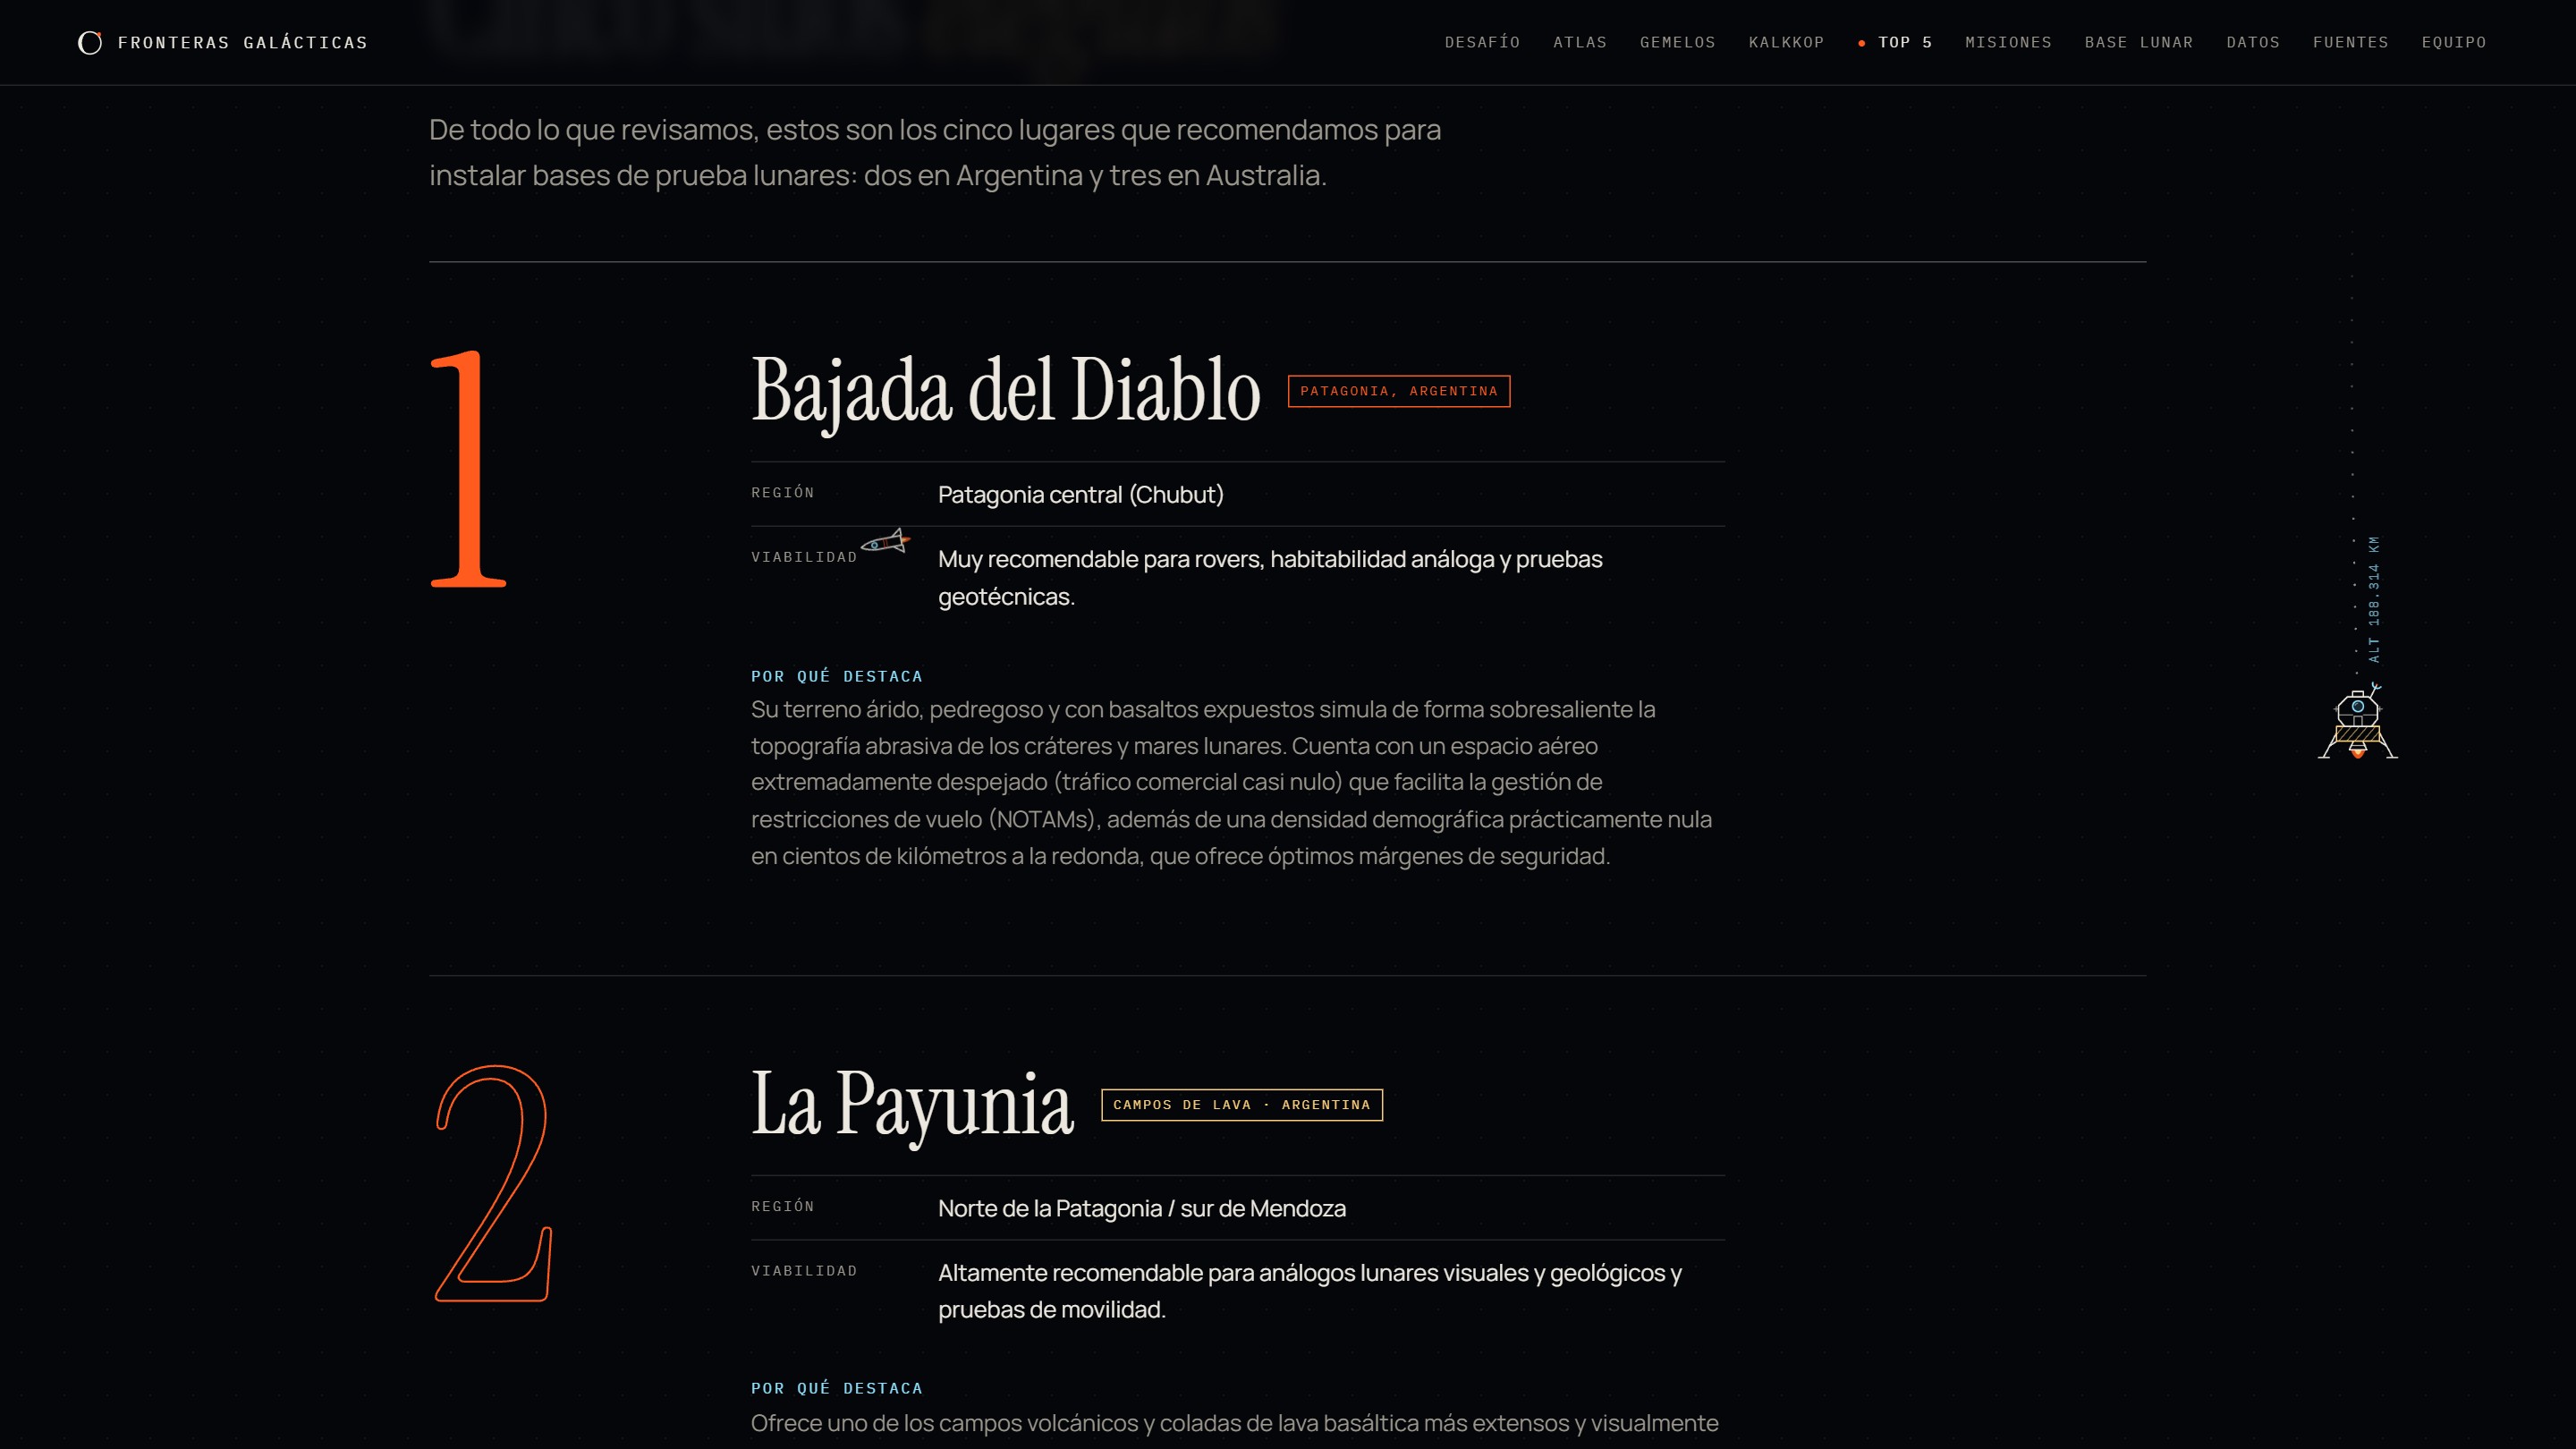 FRONTERAS GALÁCTICAS
DESAFÍO ATLAS GEMELOS KALKKOP TOP 5 MISIONES BASE LUNAR DATOS FUENTES EQUIPO
De todo lo que revisamos, estos son los cinco lugares que recomendamos para
instalar bases de prueba lunares: dos en Argentina y tres en Australia.
1
Bajada del Diablo
PATAGONIA, ARGENTINA
REGIÓN
Patagonia central (Chubut)
VIABILIDAD
Muy recomendable para rovers, habitabilidad análoga y pruebas
geotécnicas.
POR QUÉ DESTACA
Su terreno árido, pedregoso y con basaltos expuestos simula de forma sobresaliente la
topografía abrasiva de los cráteres y mares lunares. Cuenta con un espacio aéreo
extremadamente despejado (tráfico comercial casi nulo) que facilita la gestión de
restricciones de vuelo (NOTAMs), además de una densidad demográfica prácticamente nula
en cientos de kilómetros a la redonda, que ofrece óptimos márgenes de seguridad.
ALT 188.314 KM
2
La Payunia
CAMPOS DE LAVA · ARGENTINA
REGIÓN
Norte de la Patagonia / sur de Mendoza
VIABILIDAD
Altamente recomendable para análogos lunares visuales y geológicos y
pruebas de movilidad.
POR QUÉ DESTACA
Ofrece uno de los campos volcánicos y coladas de lava basáltica más extensos y visualmente